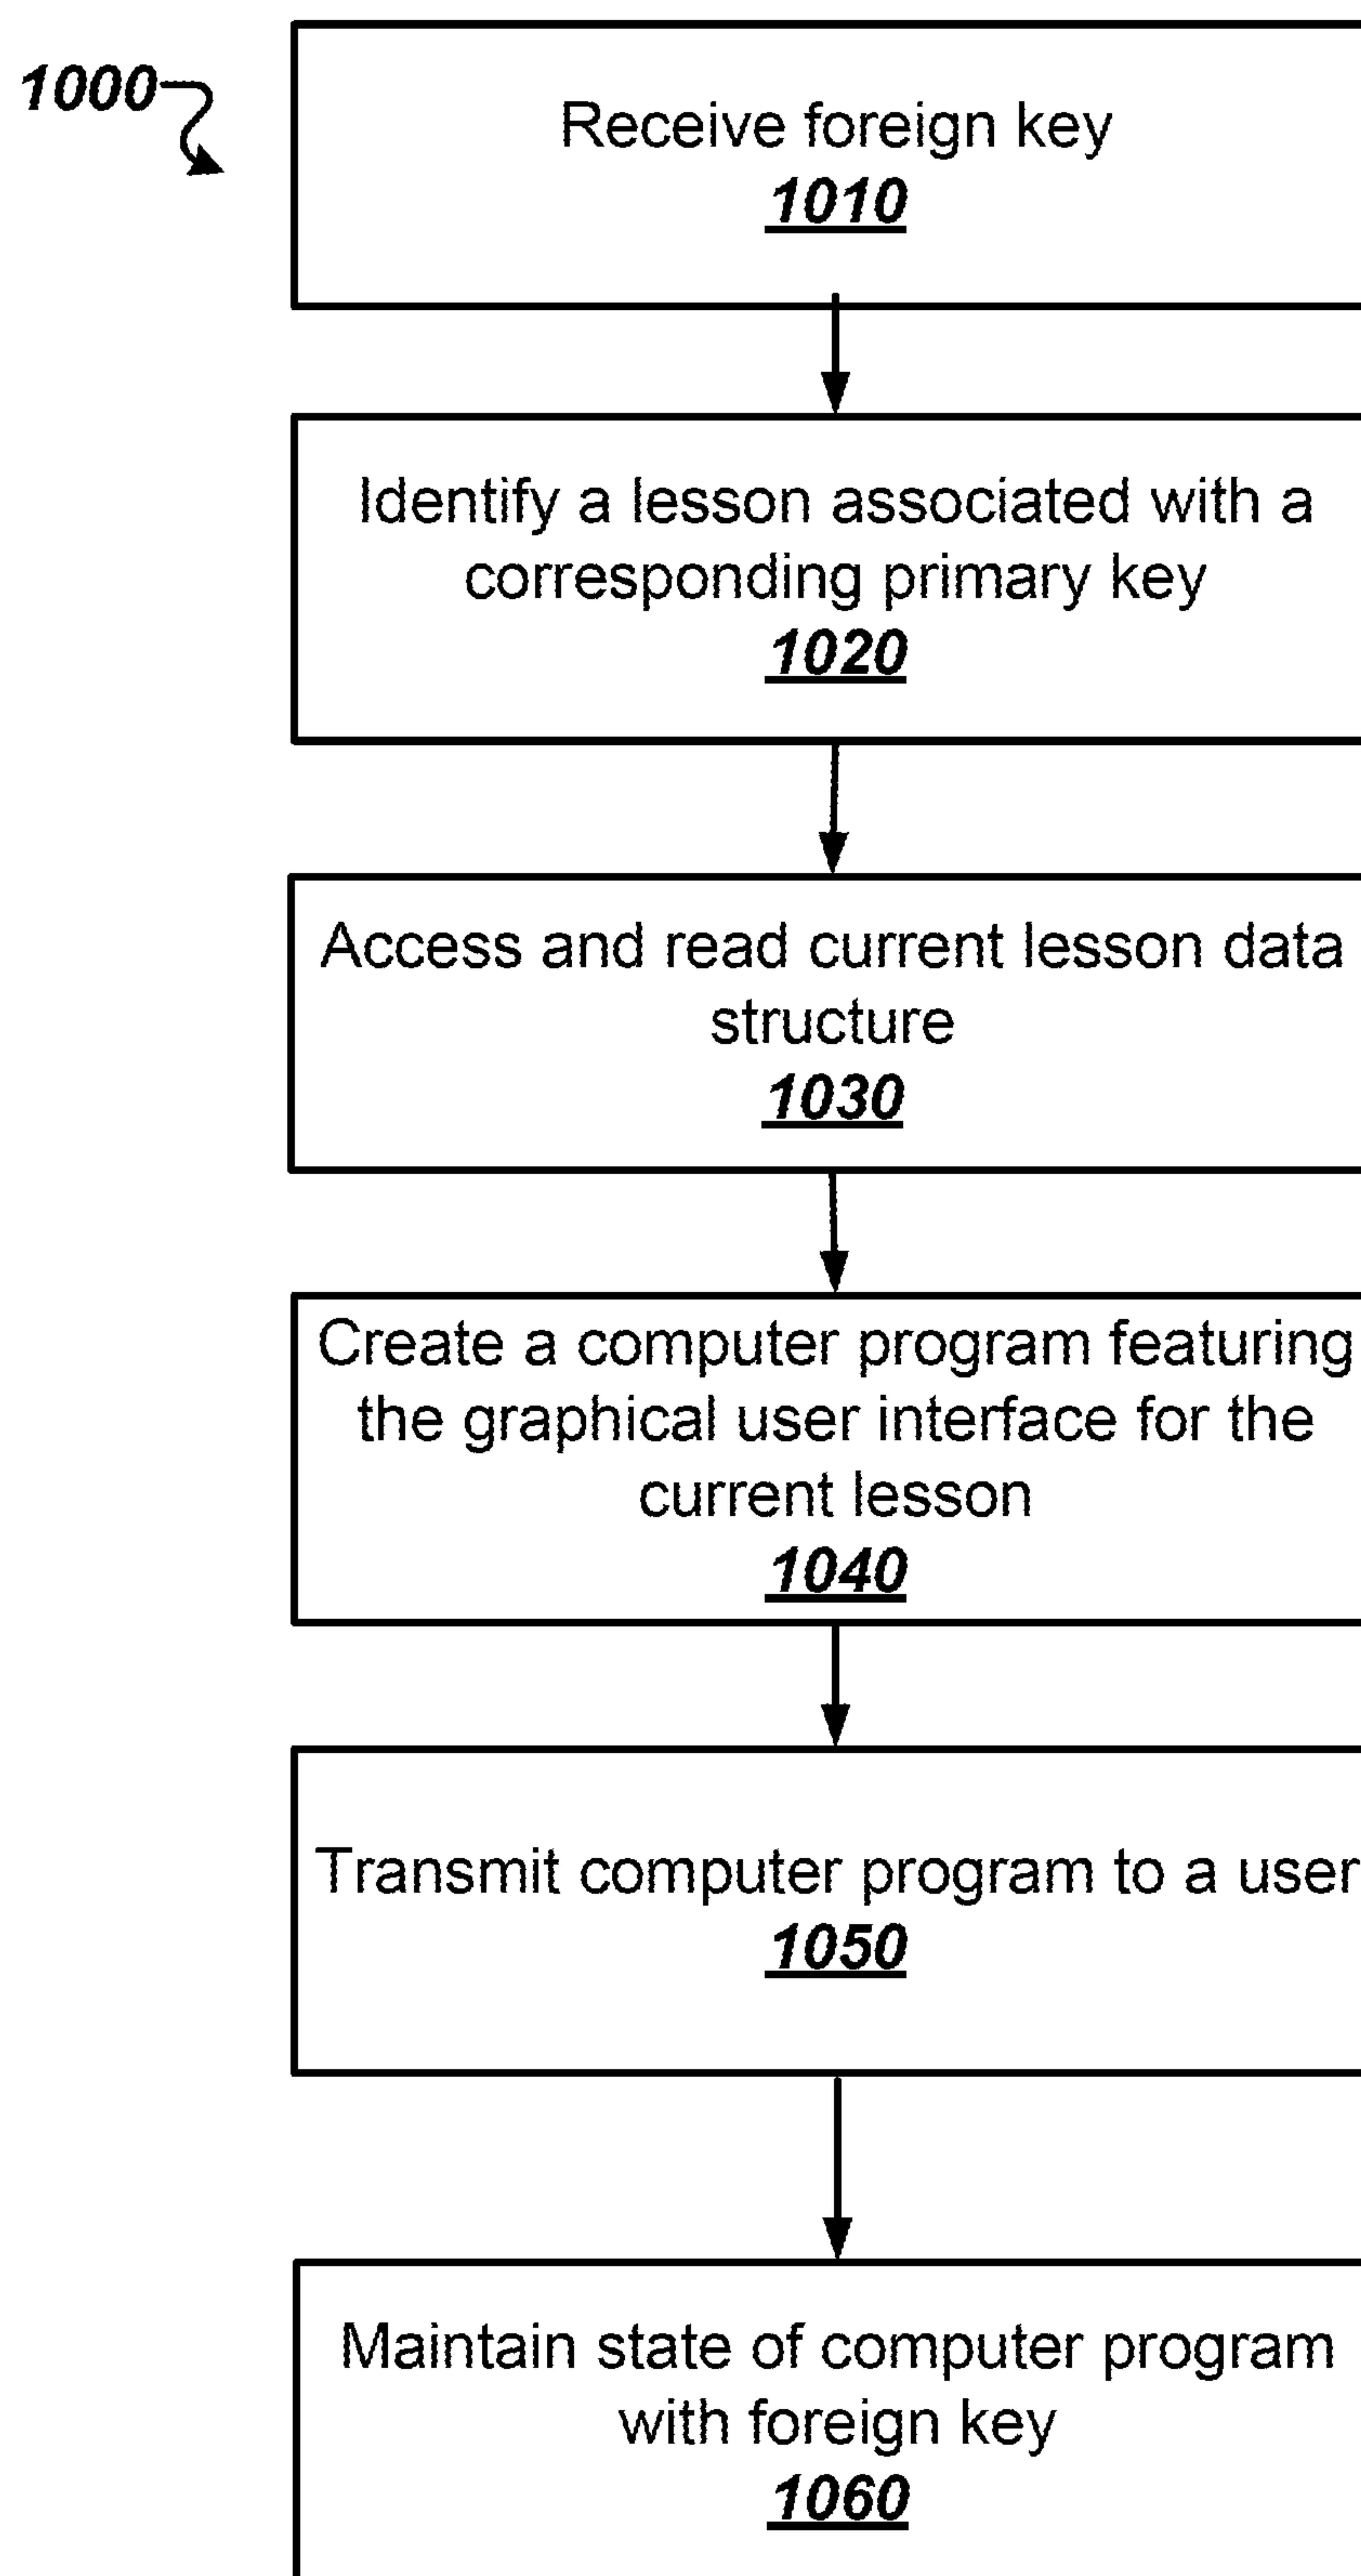 1000
Receive foreign key
1010
Identify a lesson associated with a
corresponding primary key
1020
Access and read current lesson data
structure
1030
Create a computer program featuring
the graphical user interface for the
current lesson
1040
Transmit computer program to a user
1050
Maintain state of computer program
with foreign key
1060